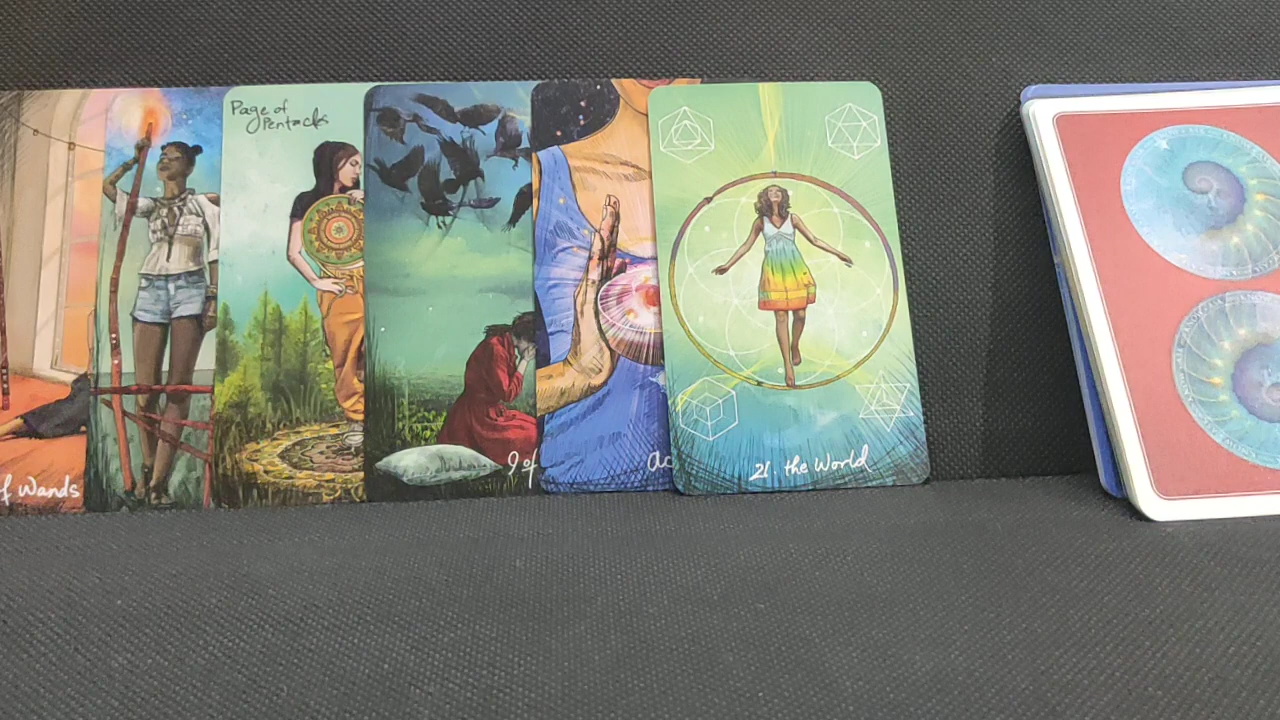 f Wands
Page of
Pentacles
9 of
ac
21. the World